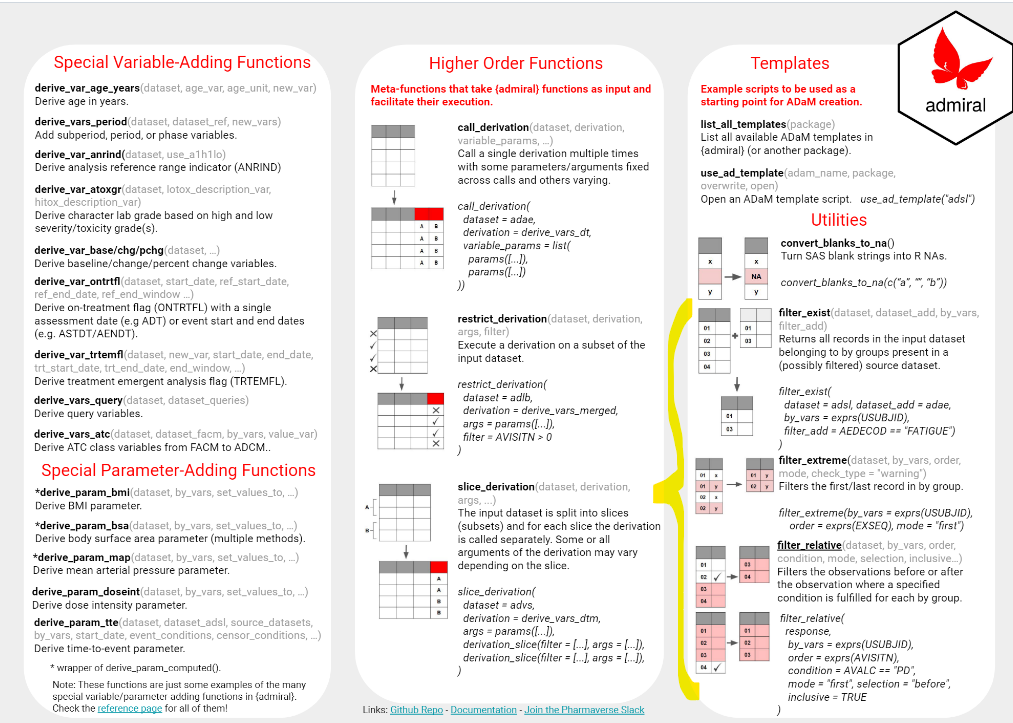 Special Variable-Adding Functions
derive_var_age_years(dataset, age_var, age_unit, new_var)
Derive age in years.
derive_vars_period(dataset, dataset_ref, new_vars)
Add subperiod, period, or phase variables.
derive_var_anrind(dataset, use_a1h1lo)
Derive analysis reference range indicator (ANRIND)
derive_var_atoxgr(dataset, lotox_description_var,
hitox_description_var)
Derive character lab grade based on high and low
severity/toxicity grade(s).
derive_var_base/chg/pchg(dataset, …)
Derive baseline/change/percent change variables.
derive_var_ontrtfl(dataset, start_date, ref_start_date,
ref_end_date, ref_end_window …)
Derive on-treatment flag (ONTRTFL) with a single
assessment date (e.g ADT) or event start and end dates
(e.g. ASTDT/AENDT).
derive_var_trtemfl(dataset, new_var, start_date, end_date,
trt_start_date, trt_end_date, end_window, …)
Derive treatment emergent analysis flag (TRTEMFL).
derive_vars_query(dataset, dataset_queries)
Derive query variables.
derive_vars_atc(dataset, dataset_facm, by_vars, value_var)
Derive ATC class variables from FACM to ADCM..
Special Parameter-Adding Functions
*derive_param_bmi(dataset, by_vars, set_values_to, …)
Derive BMI parameter.
*derive_param_bsa(dataset, by_vars, set_values_to, …)
Derive body surface area parameter (multiple methods).
*derive_param_map(dataset, by_vars, set_values_to, …)
Derive mean arterial pressure parameter.
derive_param_doseint(dataset, by_vars, set_values_to, …)
Derive dose intensity parameter.
derive_param_tte(dataset, dataset_adsl, source_datasets,
by_vars, start_date, event_conditions, censor_conditions, …)
Derive time-to-event parameter.
* wrapper of derive_param_computed().
Note: These functions are just some examples of the many
special variable/parameter adding functions in {admiral}.
Check the reference page for all of them!
Higher Order Functions
Meta-functions that take {admiral} functions as input and
facilitate their execution.
call_derivation(dataset, derivation,
variable_params, …)
Call a single derivation multiple times
with some parameters/arguments fixed
across calls and others varying.
call_derivation(
dataset = adae,
derivation = derive_vars_dt,
variable_params = list(
params([...]),
params([...])
))
A B
A B
A B
A B
restrict_derivation(dataset, derivation,
args, filter)
Execute a derivation on a subset of the
input dataset.
restrict_derivation(
dataset = adlb,
derivation = derive_vars_merged,
args = params([...]),
filter = AVISITN > 0
)
slice_derivation(dataset, derivation,
args, ...)
The input dataset is split into slices
(subsets) and for each slice the derivation
is called separately. Some or all
arguments of the derivation may vary
depending on the slice.
A
B
A
A
B
B
slice_derivation(
dataset = advs,
derivation = derive_vars_dtm,
args = params([...]),
derivation_slice(filter = [...], args = [...]),
derivation_slice(filter = [...], args = [...]),
)
Links: Github Repo - Documentation - Join the Pharmaverse Slack
Templates
admiral
Example scripts to be used as a
starting point for ADaM creation.
list_all_templates(package)
List all available ADaM templates in
{admiral} (or another package).
use_ad_template(adam_name, package,
overwrite, open)
Open an ADaM template script. use_ad_template("adsl")
Utilities
convert_blanks_to_na()
Turn SAS blank strings into R NAs.
convert_blanks_to_na(c("a", "", "b"))
x x
NA
y y
filter_exist(dataset, dataset_add, by_vars,
filter_add)
Returns all records in the input dataset
belonging to by groups present in a
(possibly filtered) source dataset.
01 01
02 03
03
04
+
01
03
filter_exist(
dataset = adsl, dataset_add = adae,
by_vars = exprs(USUBJID),
filter_add = AEDECOD == "FATIGUE")
)
filter_extreme(dataset, by_vars, order,
mode, check_type = "warning")
Filters the first/last record in by group.
01 x 01 y
01 y 02 y
02 x
02 y
filter_extreme(by_vars = exprs(USUBJID),
order = exprs(EXSEQ), mode = "first")
filter_relative(dataset, by_vars, order,
condition, mode, selection, inclusive…)
Filters the observations before or after
the observation where a specified
condition is fulfilled for each by group.
01 03
02 04
03
04
filter_relative(
response,
by_vars = exprs(USUBJID),
order = exprs(AVISITN),
condition = AVALC == "PD",
mode = "first", selection = "before",
inclusive = TRUE
)
01 01
02 02
03 03
04